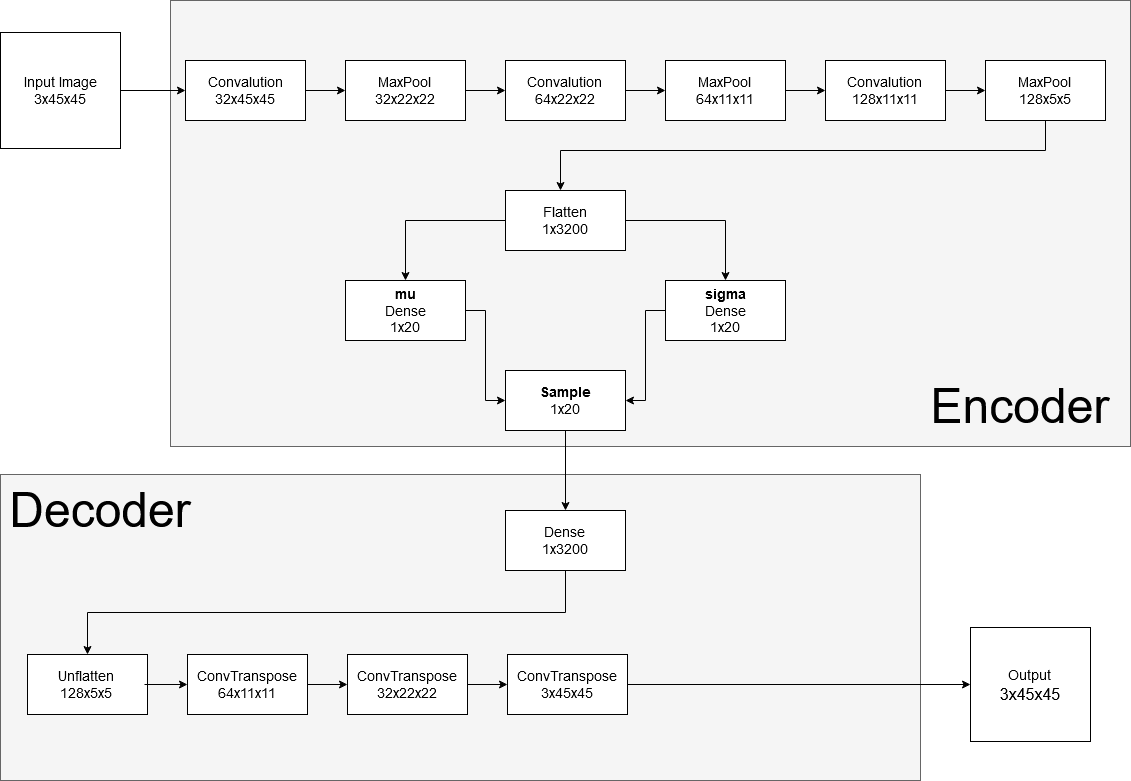 Input Image
3x45x45
Convalution
32x45x45
MaxPool
32x22x22
Convalution
64x22x22
MaxPool
64x11x11
Convalution
128x11x11
MaxPool
128x5x5
Flatten
1x3200
mu
Dense
1x20
sigma
Dense
1x20
Sample
1x20
Encoder
Decoder
Dense
1x3200
Unflatten
128x5x5
ConvTranspose
64x11x11
ConvTranspose
32x22x22
ConvTranspose
3x45x45
Output
3x45x45